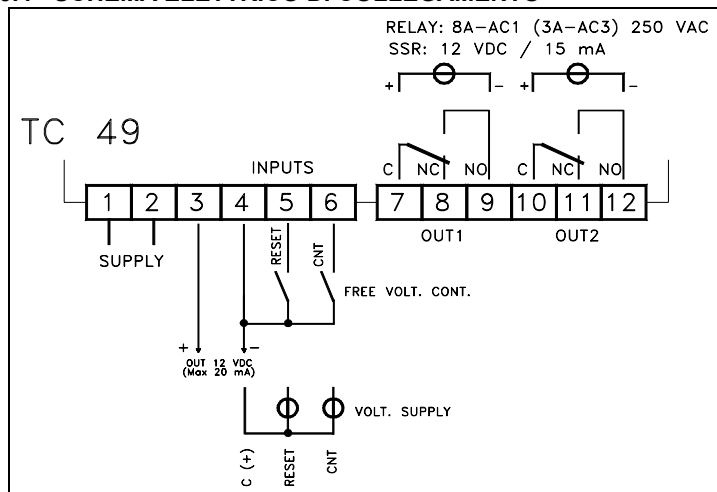 RELAY: 8A-AC1 (3A-AC3) 250 VAC
SSR: 12 VDC / 15 mA
+ - + -
TC 49
INPUTS
C NC NO C NC NO
1 2 3 4 5 6 7 8 9 10 11 12
SUPPLY
OUT1
OUT2
RESET
CNT
FREE VOLT. CONT.
+ -
OUT 12 VDC
(Max 20 mA)
VOLT. SUPPLY
C (+)
RESET
CNT